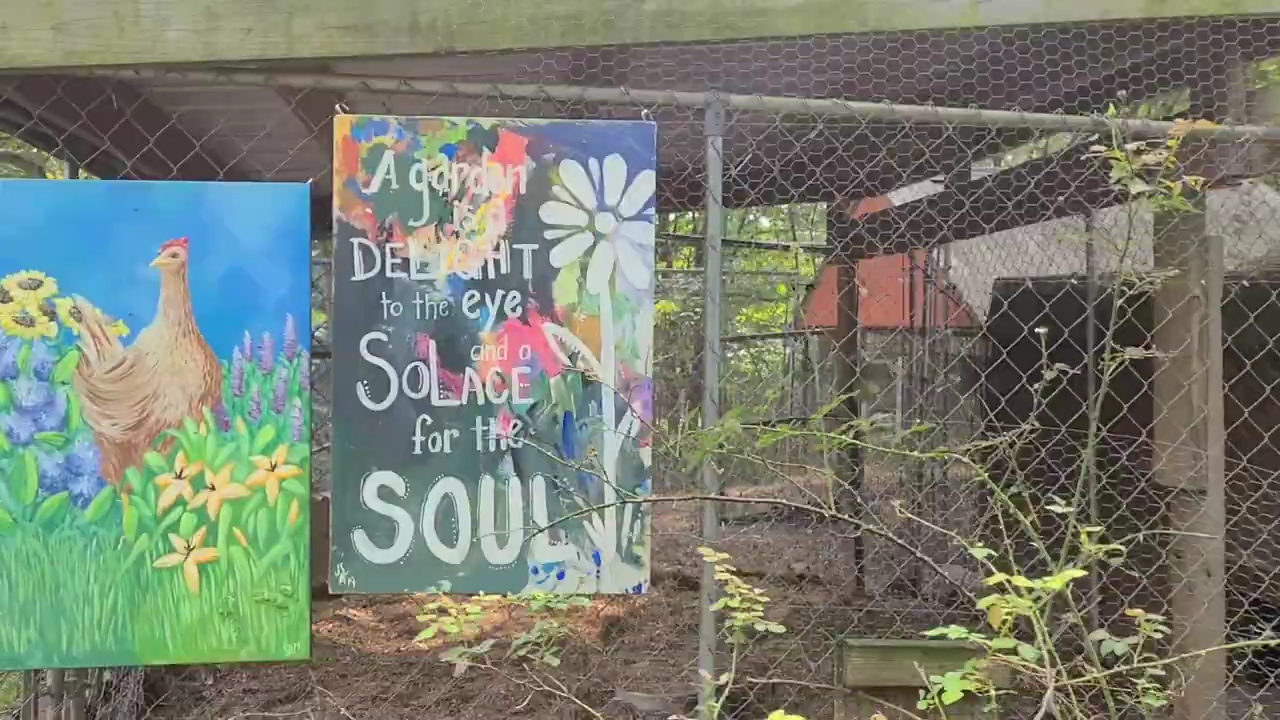 A garden
is a
DELIGHT
to the eye
and a
SOLACE
for the
SOUL